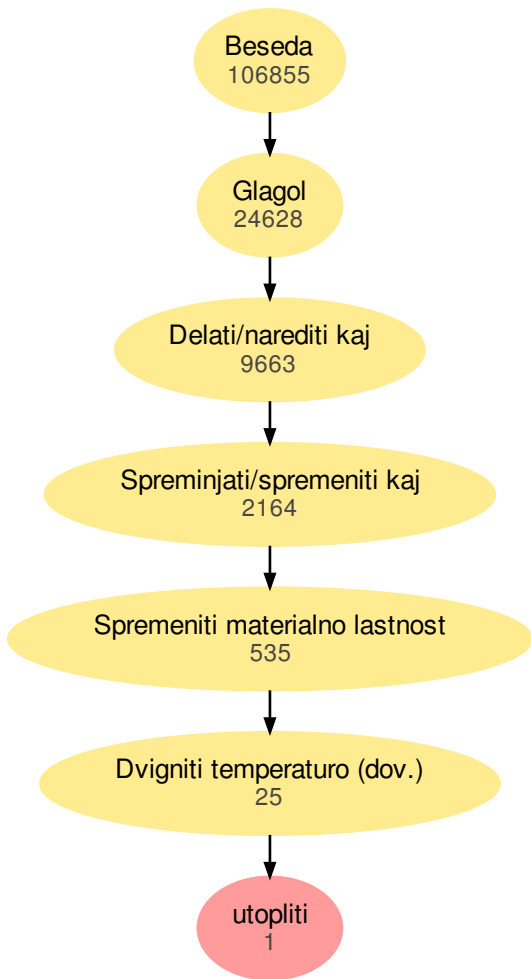 Beseda
106855
Glagol
24628
Delati/narediti kaj
9663
Spreminjati/spremeniti kaj
2164
Spremeniti materialno lastnost
535
Dvigniti temperaturo (dov.)
25
utopliti
1